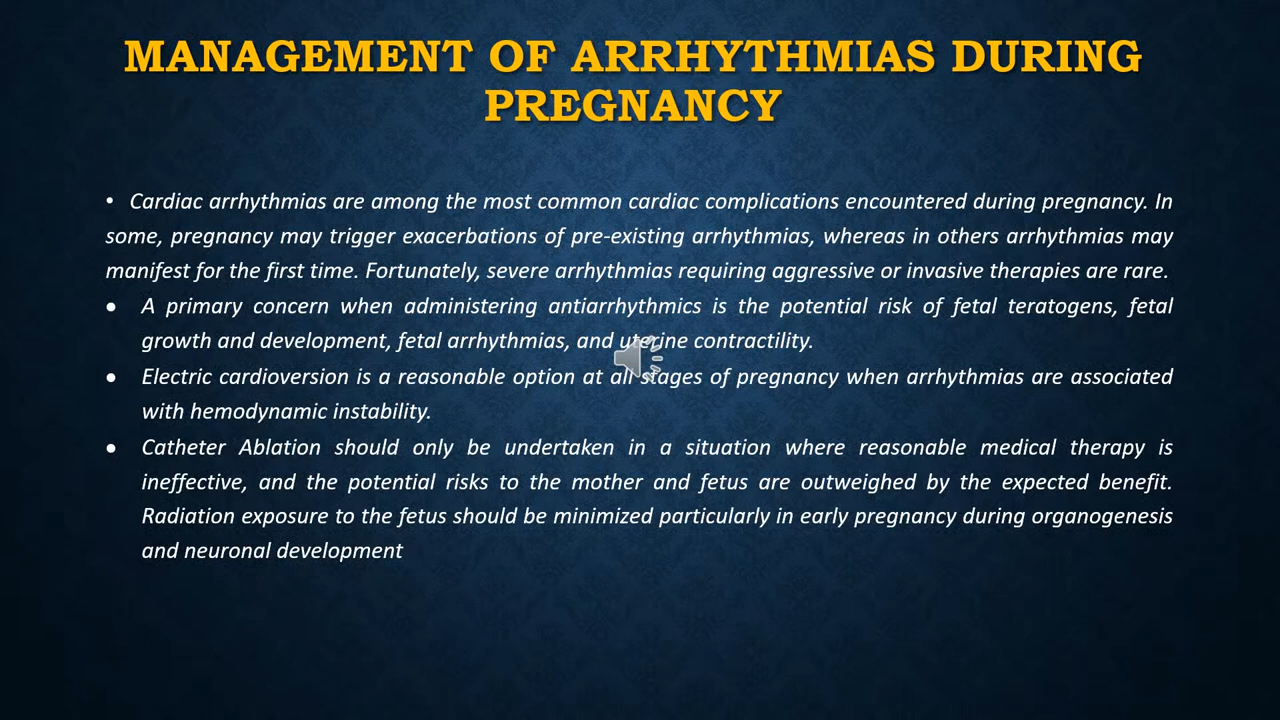 MANAGEMENT OF ARRHYTHMIAS DURING
PREGNANCY
• Cardiac arrhythmias are among the most common cardiac complications encountered during pregnancy. In
some, pregnancy may trigger exacerbations of pre-existing arrhythmias, whereas in others arrhythmias may
manifest for the first time. Fortunately, severe arrhythmias requiring aggressive or invasive therapies are rare.
• A primary concern when administering antiarrhythmics is the potential risk of fetal teratogens, fetal
growth and development, fetal arrhythmias, and uterine contractility.
• Electric cardioversion is a reasonable option at all stages of pregnancy when arrhythmias are associated
with hemodynamic instability.
• Catheter Ablation should only be undertaken in a situation where reasonable medical therapy is
ineffective, and the potential risks to the mother and fetus are outweighed by the expected benefit.
Radiation exposure to the fetus should be minimized particularly in early pregnancy during organogenesis
and neuronal development